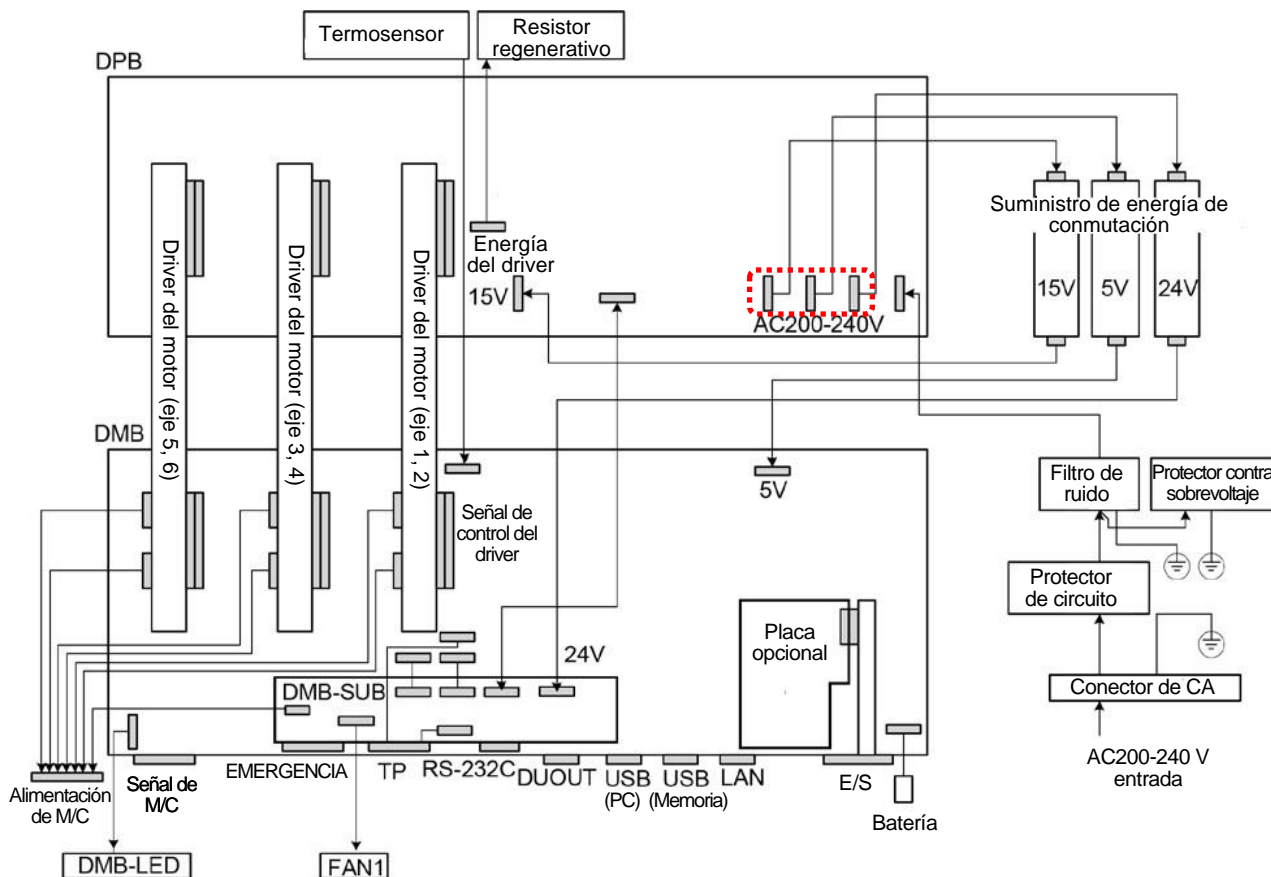 Termosensor
Resistor
regenerativo
DPB
Suministro de energía de
conmutación
15V
5V
24V
Energía
del driver
15V
AC200-240V
Driver del motor (eje 5, 6)
Driver del motor (eje 3, 4)
Driver del motor (eje 1, 2)
DMB
5V
Señal de
control del
driver
Filtro de
ruido
Protector contra
sobrevoltaje
Protector
de circuito
Placa
opcional
24V
DMB-SUB
Conector de CA
AC200-240 V
entrada
EMERGENCIA
TP
RS-232C
DUOUT
USB
(PC)
USB
(Memoria)
LAN
E/S
Batería
Señal de
M/C
Alimentación
de M/C
DMB-LED
FAN1